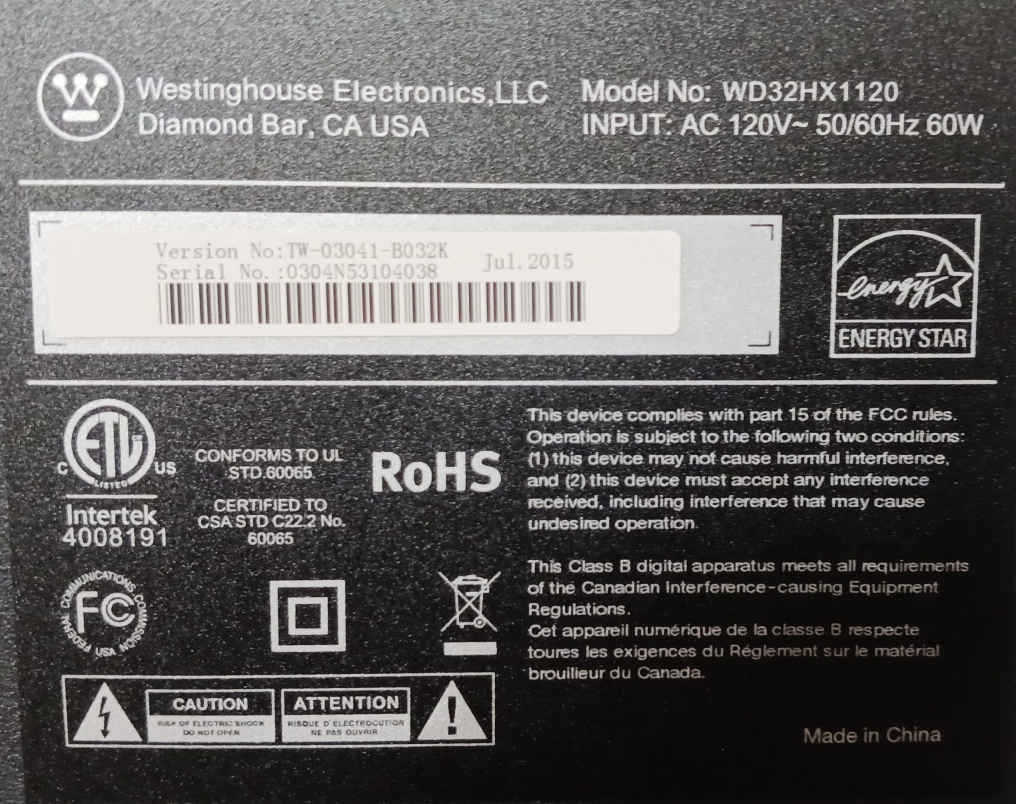 Westinghouse Electronics,LLC
Diamond Bar, CA USA
Model No: WD32HX1120
INPUT: AC 120V~ 50/60Hz 60W
Version No:TW-03041-B032K
Serial No.:0304N53104038
Jul.2015
energy
ENERGY STAR
ETL
LISTED
C
US
Intertek
4008191
CONFORMS TO UL
STD.60065
CERTIFIED TO
CSA STD C22.2 No.
60065
RoHS
FEDERAL COMMUNICATIONS COMMISSION
USA
FC
CAUTION
RISK OF ELECTRIC SHOCK
DO NOT OPEN
ATTENTION
RISQUE D'ELECTROCUTION
NE PAS OUVRIR
!
This device complies with part 15 of the FCC rules.
Operation is subject to the following two conditions:
(1) this device may not cause harmful interference,
and (2) this device must accept any interference
received, including interference that may cause
undesired operation.
This Class B digital apparatus meets all requirements
of the Canadian Interference-causing Equipment
Regulations.
Cet appareil numérique de la classe B respecte
toures les exigences du Réglement sur le matérial
brouilleur du Canada.
Made in China